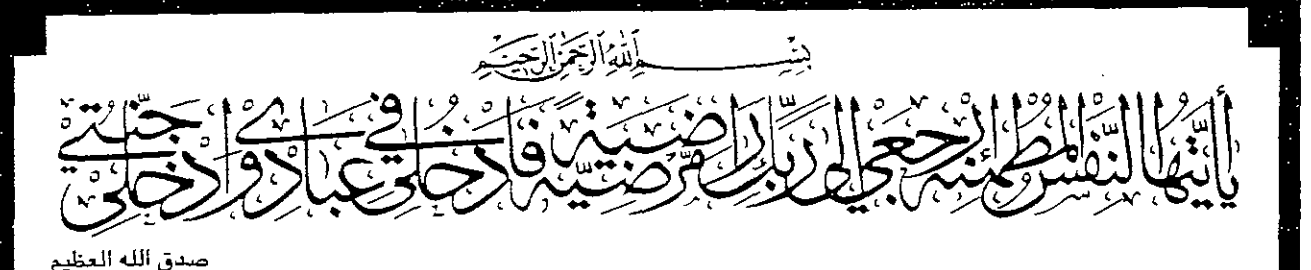 بسم الله الرحمن الرحيم
يا أيتها النفس المطمئنة ارجعي إلى ربك راضية مرضية فادخلي في عبادي وادخلي جنتي
صدق الله العظيم